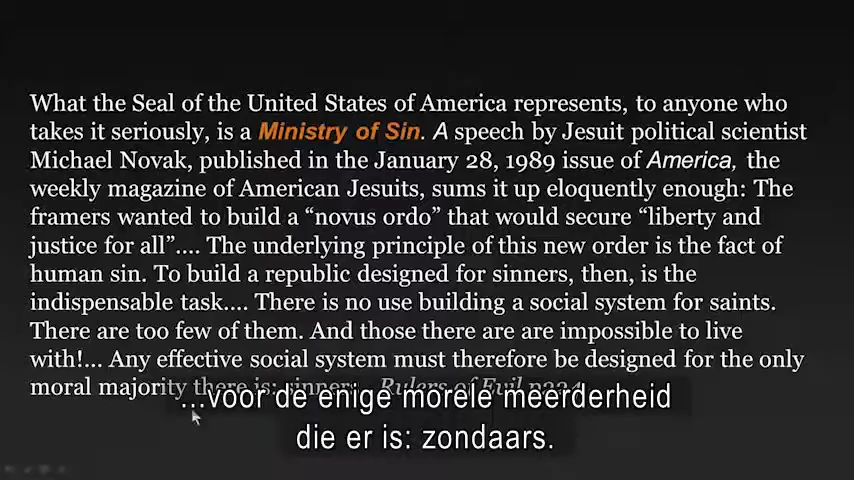 What the Seal of the United States of America represents, to anyone who
takes it seriously, is a Ministry of Sin. A speech by Jesuit political scientist
Michael Novak, published in the January 28, 1989 issue of America, the
weekly magazine of American Jesuits, sums it up eloquently enough: The
framers wanted to build a “novus ordo” that would secure “liberty and
justice for all”.... The underlying principle of this new order is the fact of
human sin. To build a republic designed for sinners, then, is the
indispensable task.... There is no use building a social system for saints.
There are too few of them. And those there are are impossible to live
with!... Any effective social system must therefore be designed for the only
moral majority there is: sinners. Rulers of Evil
...voor de enige morele meerderheid
die er is: zondaars.